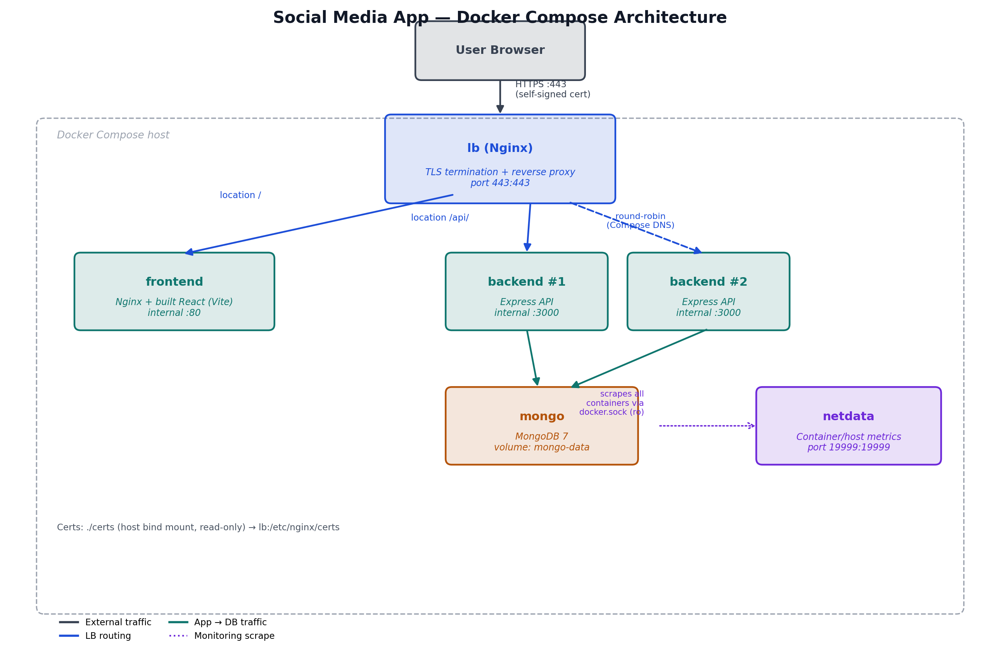 Social Media App — Docker Compose Architecture
User Browser
HTTPS :443
(self-signed cert)
Docker Compose host
lb (Nginx)
TLS termination + reverse proxy
port 443:443
location /
location /api/
round-robin
(Compose DNS)
frontend
Nginx + built React (Vite)
internal :80
backend #1
Express API
internal :3000
backend #2
Express API
internal :3000
scrapes all
containers via
docker.sock (ro)
mongo
MongoDB 7
volume: mongo-data
netdata
Container/host metrics
port 19999:19999
Certs: ./certs (host bind mount, read-only) → lb:/etc/nginx/certs
External traffic
LB routing
App → DB traffic
Monitoring scrape